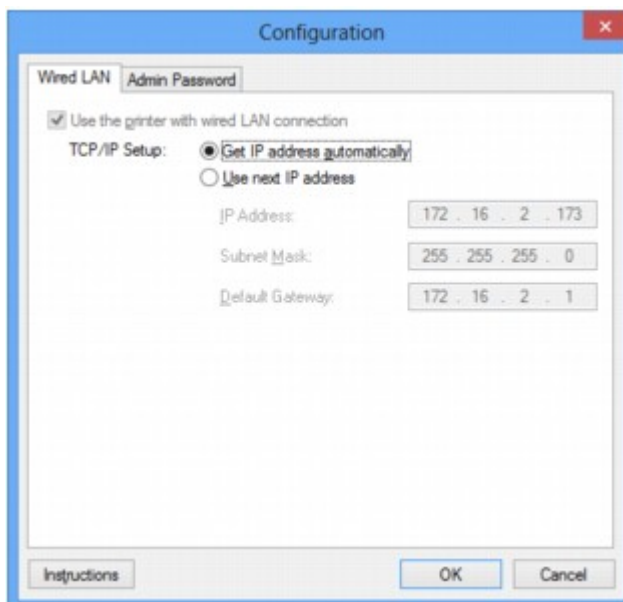 Configuration
Wired LAN Admin Password
Use the printer with wired LAN connection
TCP/IP Setup: Get IP address automatically
Use next IP address
IP Address: 172 . 16 . 2 . 173
Subnet Mask: 255 . 255 . 255 . 0
Default Gateway: 172 . 16 . 2 . 1
Instructions OK Cancel